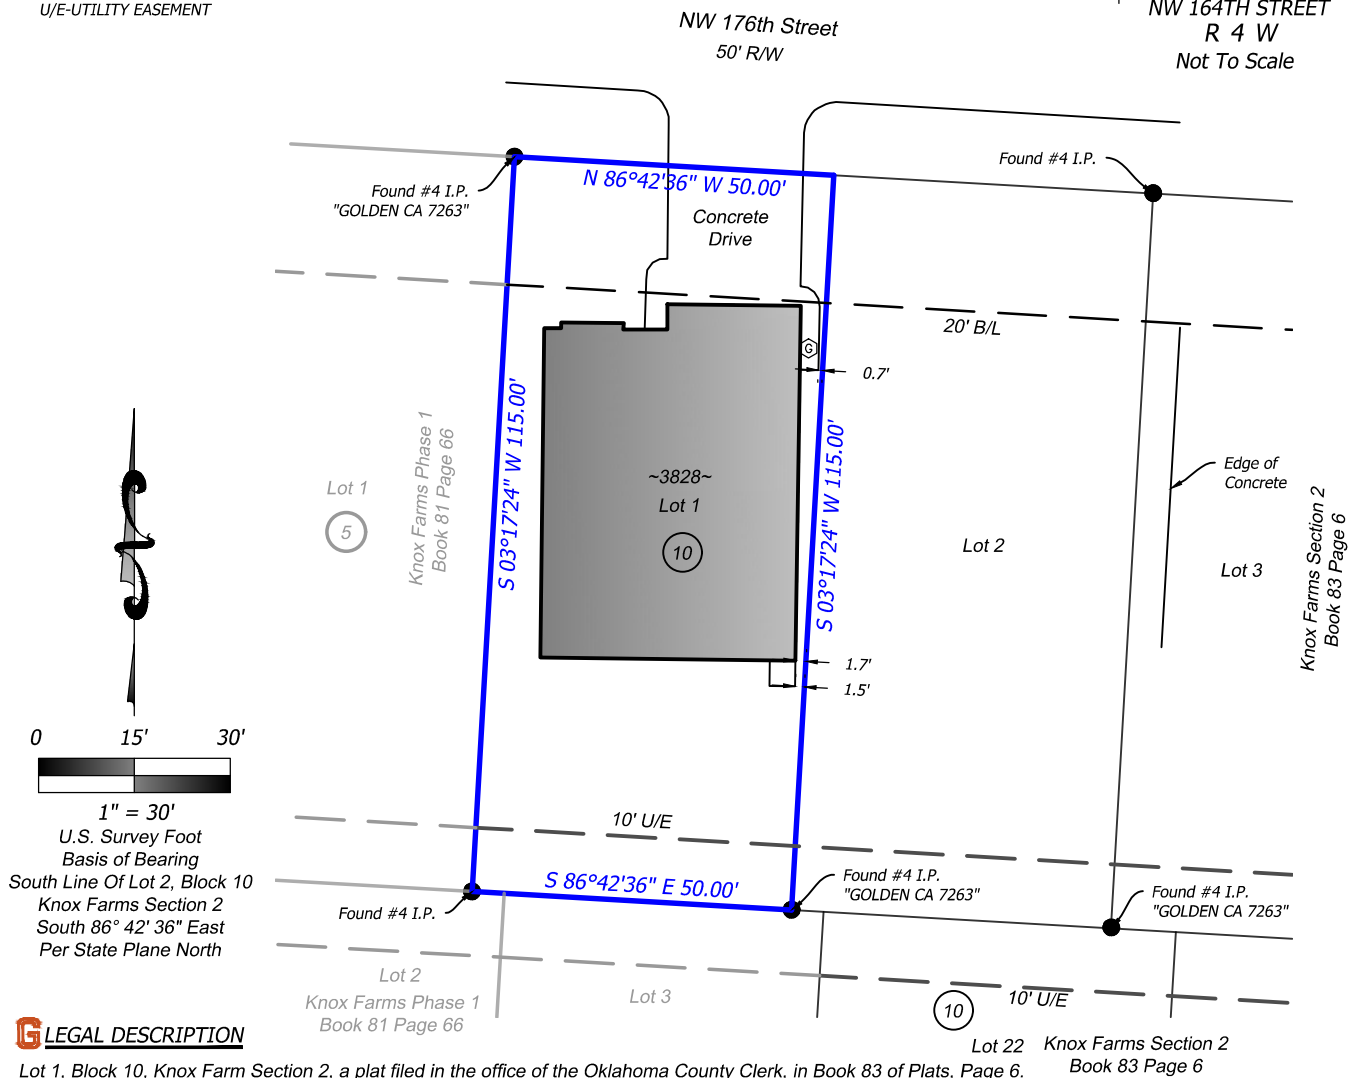 U/E-UTILITY EASEMENT
NW 176th Street
50' R/W
NW 164TH STREET
R 4 W
Not To Scale
Found #4 I.P.
Found #4 I.P.
"GOLDEN CA 7263"
N 86°42'36" W 50.00'
Concrete
Drive
20' B/L
G
0.7'
S 03°17'24" W 115.00'
S 03°17'24" W 115.00'
Knox Farms Phase 1
Book 81 Page 66
Lot 1
5
~3828~
Lot 1
10
Lot 2
Edge of
Concrete
Lot 3
Knox Farms Section 2
Book 83 Page 6
1.7'
1.5'
0 15' 30'
1" = 30'
U.S. Survey Foot
Basis of Bearing
South Line Of Lot 2, Block 10
Knox Farms Section 2
South 86° 42' 36" East
Per State Plane North
10' U/E
S 86°42'36" E 50.00'
Found #4 I.P.
Found #4 I.P.
"GOLDEN CA 7263"
Found #4 I.P.
"GOLDEN CA 7263"
Lot 2
Knox Farms Phase 1
Book 81 Page 66
Lot 3
10
10' U/E
Lot 22
Knox Farms Section 2
Book 83 Page 6
G LEGAL DESCRIPTION
Lot 1, Block 10, Knox Farm Section 2, a plat filed in the office of the Oklahoma County Clerk, in Book 83 of Plats, Page 6.